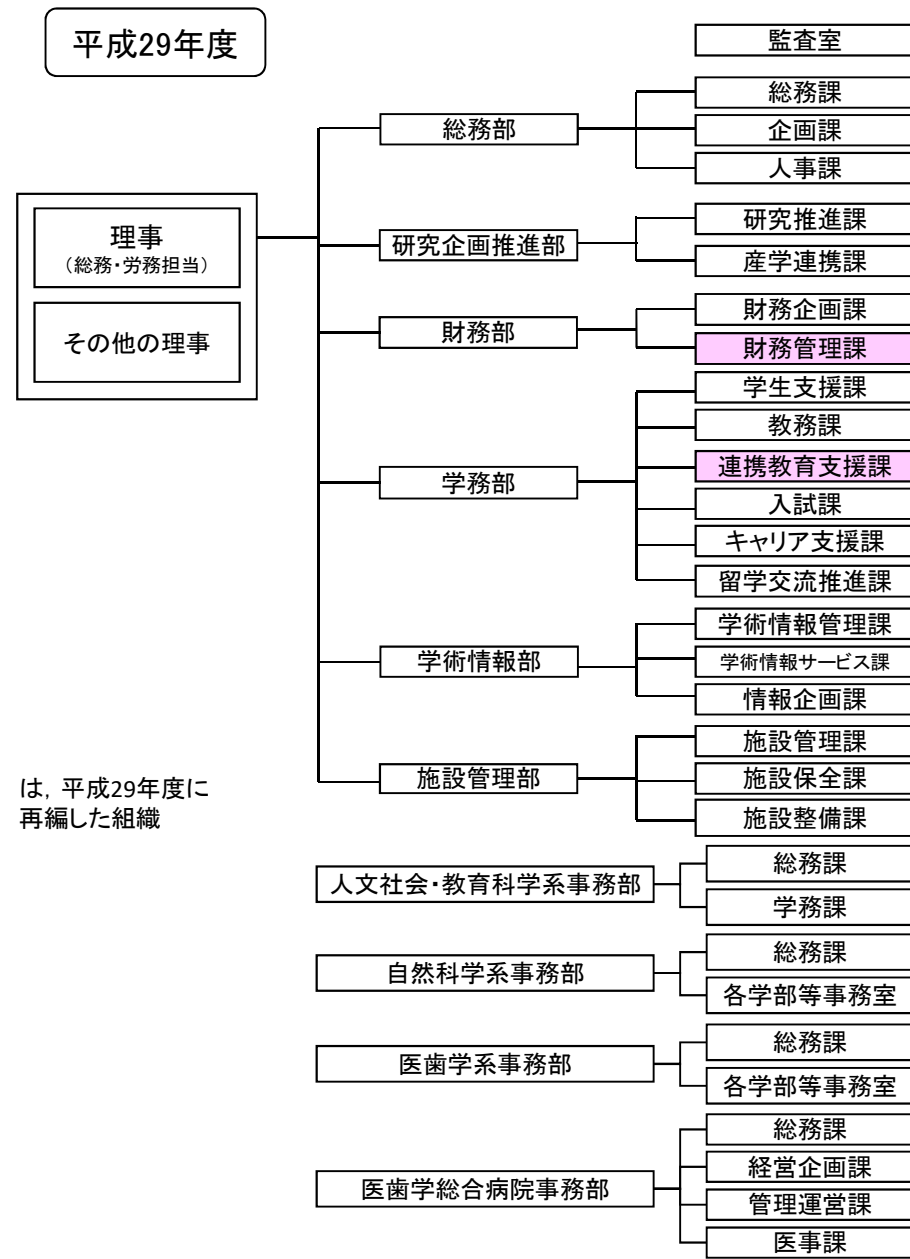 平成29年度
監査室
理事
(総務・労務担当)
その他の理事
総務部
総務課
企画課
人事課
研究企画推進部
研究推進課
産学連携課
財務部
財務企画課
財務管理課
学務部
学生支援課
教務課
連携教育支援課
入試課
キャリア支援課
留学交流推進課
学術情報部
学術情報管理課
学術情報サービス課
情報企画課
施設管理部
施設管理課
施設保全課
施設整備課
は，平成29年度に
再編した組織
人文社会・教育科学系事務部
総務課
学務課
自然科学系事務部
総務課
各学部等事務室
医歯学系事務部
総務課
各学部等事務室
医歯学総合病院事務部
総務課
経営企画課
管理運営課
医事課